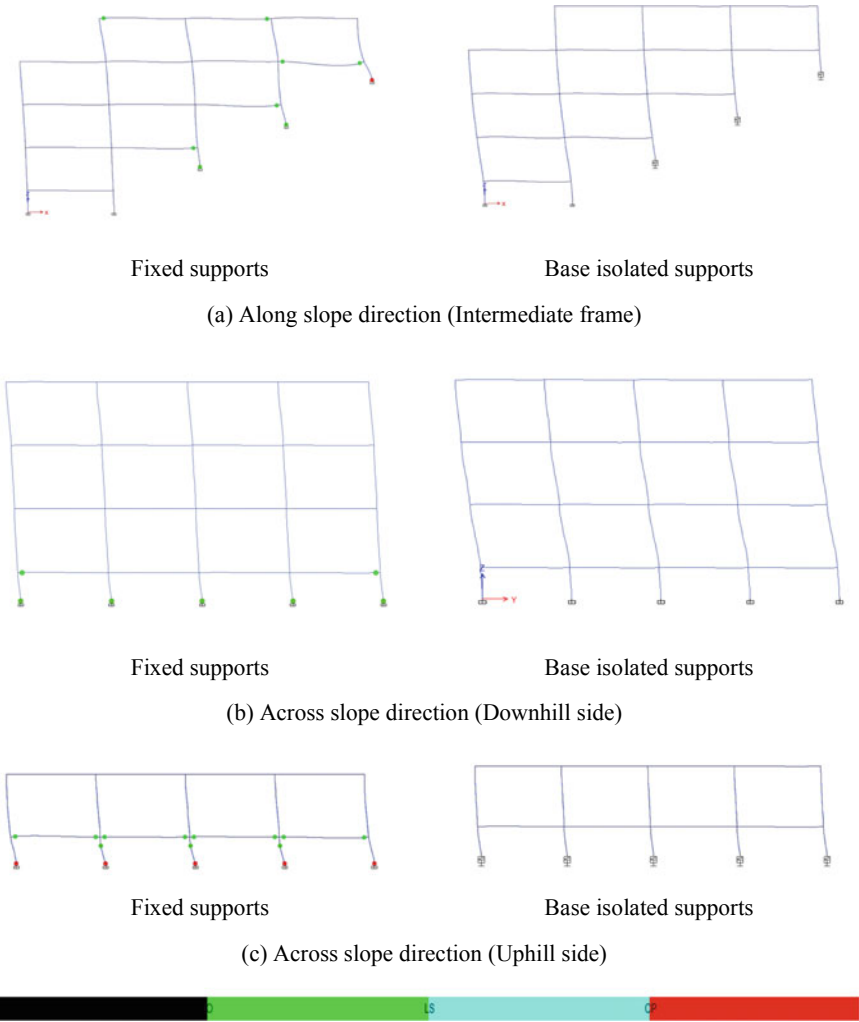 X
Fixed supports Base isolated supports
(a) Along slope direction (Intermediate frame)
Z
Y
Fixed supports Base isolated supports
(b) Across slope direction (Downhill side)
Fixed supports Base isolated supports
(c) Across slope direction (Uphill side)
LS CP